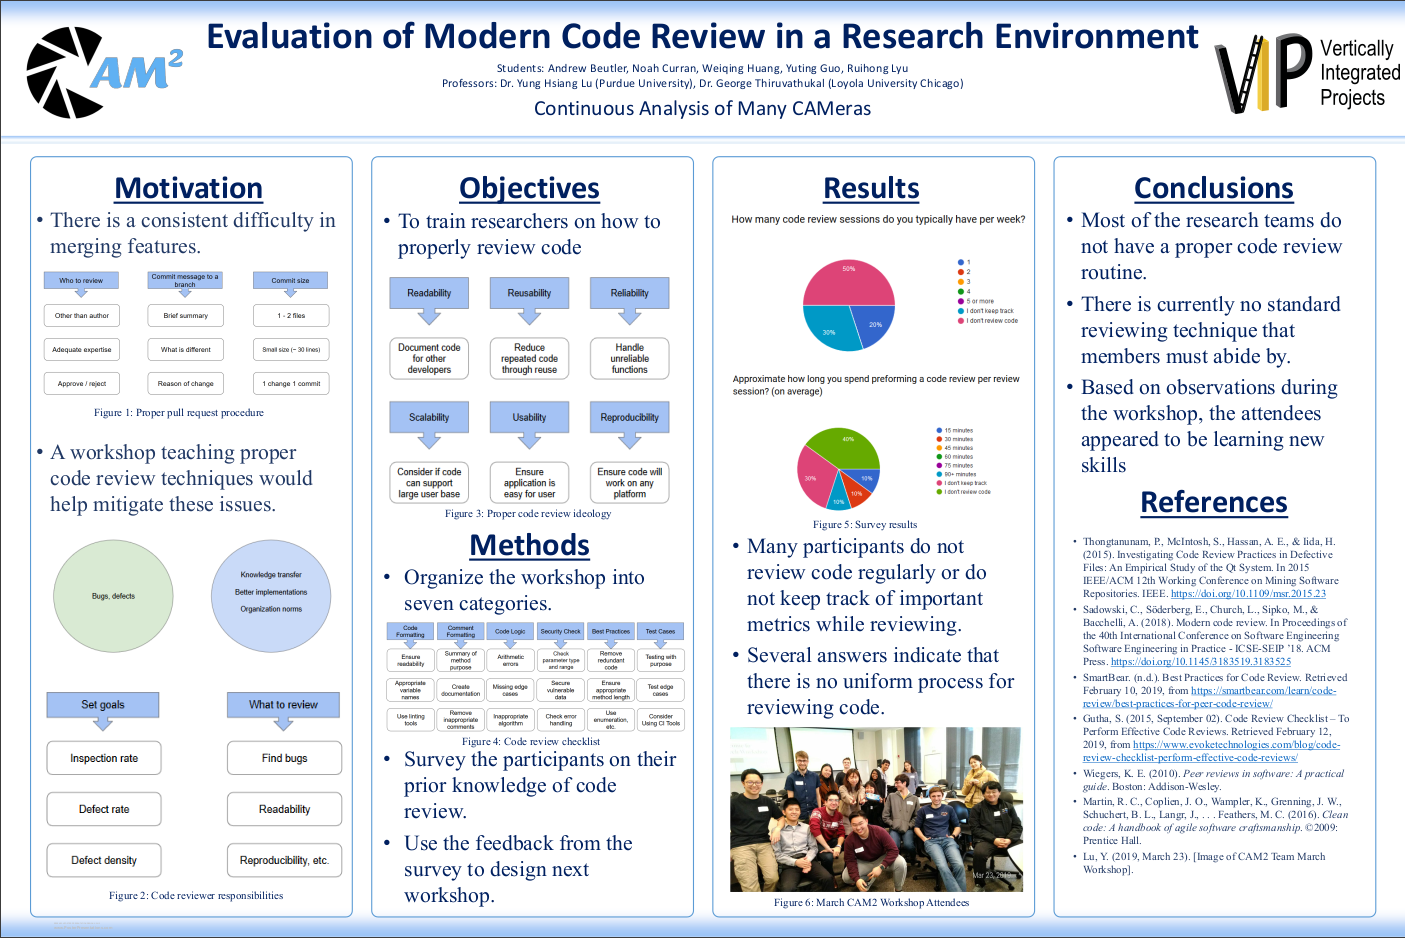 AM²
Evaluation of Modern Code Review in a Research Environment
Students: Andrew Beutler, Noah Curran, Weiqing Huang, Yuting Guo, Ruihong Lyu
Professors: Dr. Yung Hsiang Lu (Purdue University), Dr. George Thiruvathukal (Loyola University Chicago)
Continuous Analysis of Many CAMeras
VIP
Vertically
Integrated
Projects
Motivation
• There is a consistent difficulty in
merging features.
Who to review
Other than author
Adequate expertise
Approve / reject
Commit message to a
branch
Brief summary
What is different
Reason of change
Commit size
1 - 2 files
Small size (~ 30 lines)
1 change 1 commit
Figure 1: Proper pull request procedure
• A workshop teaching proper
code review techniques would
help mitigate these issues.
Bugs, defects
Knowledge transfer
Better implementations
Organization norms
Set goals
Inspection rate
Defect rate
Defect density
What to review
Find bugs
Readability
Reproducibility, etc.
Figure 2: Code reviewer responsibilities
Objectives
• To train researchers on how to
properly review code
Readability
Document code
for other
developers
Reusability
Reduce
repeated code
through reuse
Reliability
Handle
unreliable
functions
Scalability
Consider if code
can support
large user base
Usability
Ensure
application is
easy for user
Reproducibility
Ensure code will
work on any
platform
Figure 3: Proper code review ideology
Methods
• Organize the workshop into
seven categories.
Code
Formatting
Ensure
readability
Appropriate
variable
names
Use linting
tools
Comment
Formatting
Summary of
method
purpose
Create
documentation
Remove
inappropriate
comments
Code Logic
Arithmetic
errors
Missing edge
cases
Inappropriate
algorithm
Security Check
Check
parameter type
and range
Secure
vulnerable
data
Check error
handling
Best Practices
Remove
redundant
code
Ensure
appropriate
method length
Use
enumeration,
etc.
Test Cases
Testing with
purpose
Test edge
cases
Consider
Using CI Tools
Figure 4: Code review checklist
• Survey the participants on their
prior knowledge of code
review.
• Use the feedback from the
survey to design next
workshop.
Results
How many code review sessions do you typically have per week?
50%
30%
20%
1
2
3
4
5 or more
I don't keep track
I don't review code
Approximate how long you spend preforming a code review per review
session? (on average)
40%
30%
10%
10%
10%
15 minutes
30 minutes
45 minutes
60 minutes
75 minutes
90+ minutes
I don't keep track
I don't review code
Figure 5: Survey results
• Many participants do not
review code regularly or do
not keep track of important
metrics while reviewing.
• Several answers indicate that
there is no uniform process for
reviewing code.
Mar 23, 2019
Figure 6: March CAM2 Workshop Attendees
Conclusions
• Most of the research teams do
not have a proper code review
routine.
• There is currently no standard
reviewing technique that
members must abide by.
• Based on observations during
the workshop, the attendees
appeared to be learning new
skills
References
• Thongtanunam, P., McIntosh, S., Hassan, A. E., & Iida, H.
(2015). Investigating Code Review Practices in Defective
Files: An Empirical Study of the Qt System. In 2015
IEEE/ACM 12th Working Conference on Mining Software
Repositories. IEEE. https://doi.org/10.1109/msr.2015.23
• Sadowski, C., Söderberg, E., Church, L., Sipko, M., &
Bacchelli, A. (2018). Modern code review. In Proceedings of
the 40th International Conference on Software Engineering
Software Engineering in Practice - ICSE-SEIP '18. ACM
Press. https://doi.org/10.1145/3183519.3183525
• SmartBear. (n.d.). Best Practices for Code Review. Retrieved
February 10, 2019, from https://smartbear.com/learn/code-
review/best-practices-for-peer-code-review/
• Gutha, S. (2015, September 02). Code Review Checklist – To
Perform Effective Code Reviews. Retrieved February 12,
2019, from https://www.evoketechnologies.com/blog/code-
review-checklist-perform-effective-code-reviews/
• Wiegers, K. E. (2010). Peer reviews in software: A practical
guide. Boston: Addison-Wesley.
• Martin, R. C., Coplien, J. O., Wampler, K., Grenning, J. W.,
Schuchert, B. L., Langr, J., . . . Feathers, M. C. (2016). Clean
code: A handbook of agile software craftsmanship. ©2009:
Prentice Hall.
• Lu, Y. (2019, March 23). [Image of CAM2 Team March
Workshop].